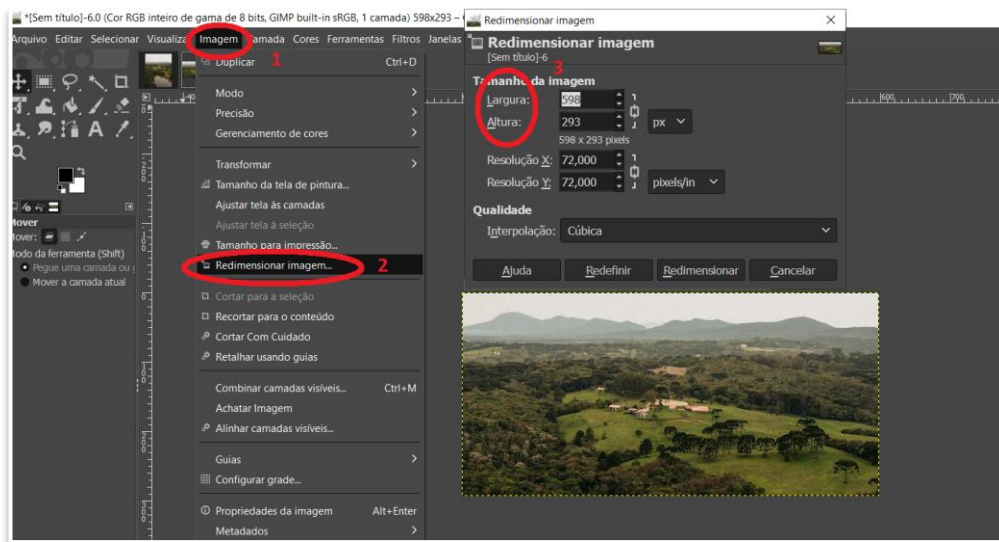 *[Sem título]-6.0 (Cor RGB inteiro de gama de 8 bits, GIMP built-in sRGB, 1 camada) 598x293 –
Arquivo Editar Selecionar Visualiza Imagem Camada Cores Ferramentas Filtros Janelas
1
Duplicar Ctrl+D
Modo
Precisão
Gerenciamento de cores
Transformar
Tamanho da tela de pintura...
Ajustar tela às camadas
Ajustar tela à seleção
Tamanho para impressão...
Redimensionar imagem... 2
Cortar para a seleção
Recortar para o conteúdo
Cortar Com Cuidado
Retalhar usando guias
Combinar camadas visíveis... Ctrl+M
Achatar Imagem
Alinhar camadas visíveis...
Guias
Configurar grade...
Propriedades da imagem Alt+Enter
Metadados
Mover
Mover:
Modo da ferramenta (Shift)
Pegue uma camada ou
Mover a camada atual
Redimensionar imagem
Redimensionar imagem
[Sem título]-6
3
Tamanho da imagem
Largura: 598
Altura: 293 px
598 x 293 pixels
Resolução X: 72,000
Resolução Y: 72,000 pixels/in
Qualidade
Interpolação: Cúbica
Ajuda Redefinir Redimensionar Cancelar
600 700